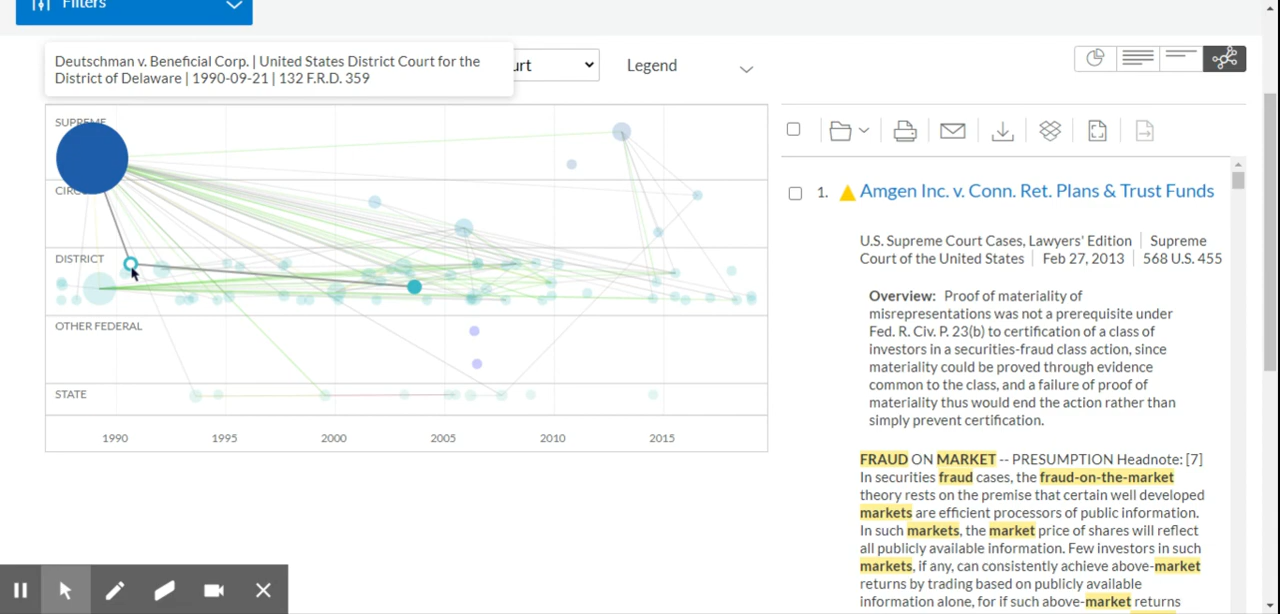 Filters
Deutschman v. Beneficial Corp. | United States District Court for the
District of Delaware | 1990-09-21 | 132 F.R.D. 359
urt
Legend
SUPREME
CIRC
DISTRICT
OTHER FEDERAL
STATE
1990 1995 2000 2005 2010 2015
1. Amgen Inc. v. Conn. Ret. Plans & Trust Funds
U.S. Supreme Court Cases, Lawyers' Edition | Supreme
Court of the United States | Feb 27, 2013 | 568 U.S. 455
Overview: Proof of materiality of
misrepresentations was not a prerequisite under
Fed. R. Civ. P. 23(b) to certification of a class of
investors in a securities-fraud class action, since
materiality could be proved through evidence
common to the class, and a failure of proof of
materiality thus would end the action rather than
simply prevent certification.
FRAUD ON MARKET -- PRESUMPTION Headnote: [7]
In securities fraud cases, the fraud-on-the-market
theory rests on the premise that certain well developed
markets are efficient processors of public information.
In such markets, the market price of shares will reflect
all publicly available information. Few investors in such
markets, if any, can consistently achieve above-market
returns by trading based on publicly available
information alone, for if such above-market returns